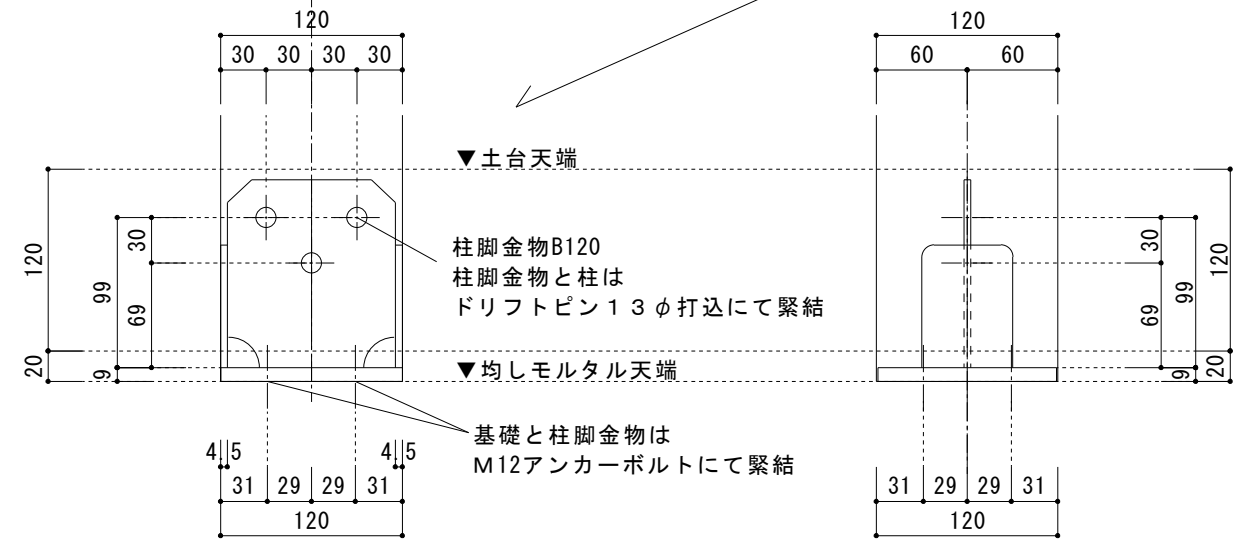 120
30 30 30 30
120
60 60
▼土台天端
柱脚金物B120
柱脚金物と柱は
ドリフトピン13φ打込にて緊結
120
20
99
9
30
69
30
69
99
9
120
20
▼均しモルタル天端
基礎と柱脚金物は
M12アンカーボルトにて緊結
4.5 4.5
31 29 29 31
120
31 29 29 31
120